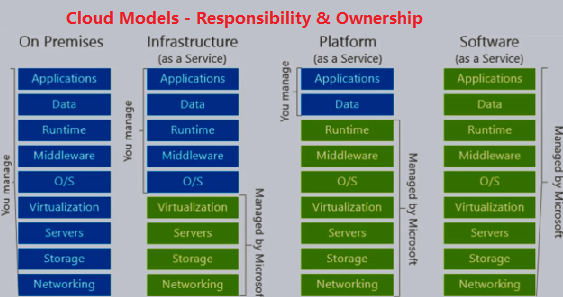 Cloud Models - Responsibility & Ownership
On Premises
Infrastructure
(as a Service)
Platform
(as a Service)
Software
(as a Service)
You manage
Applications
Data
Runtime
Middleware
O/S
Virtualization
Servers
Storage
Networking
You manage
Applications
Data
Runtime
Middleware
O/S
Virtualization
Servers
Storage
Networking
Managed by Microsof
You manage
Applications
Data
Runtime
Middleware
O/S
Virtualization
Servers
Storage
Networking
Managed by Microsoft
Applications
Data
Runtime
Middleware
O/S
Virtualization
Servers
Storage
Networking
Managed by Microsoft